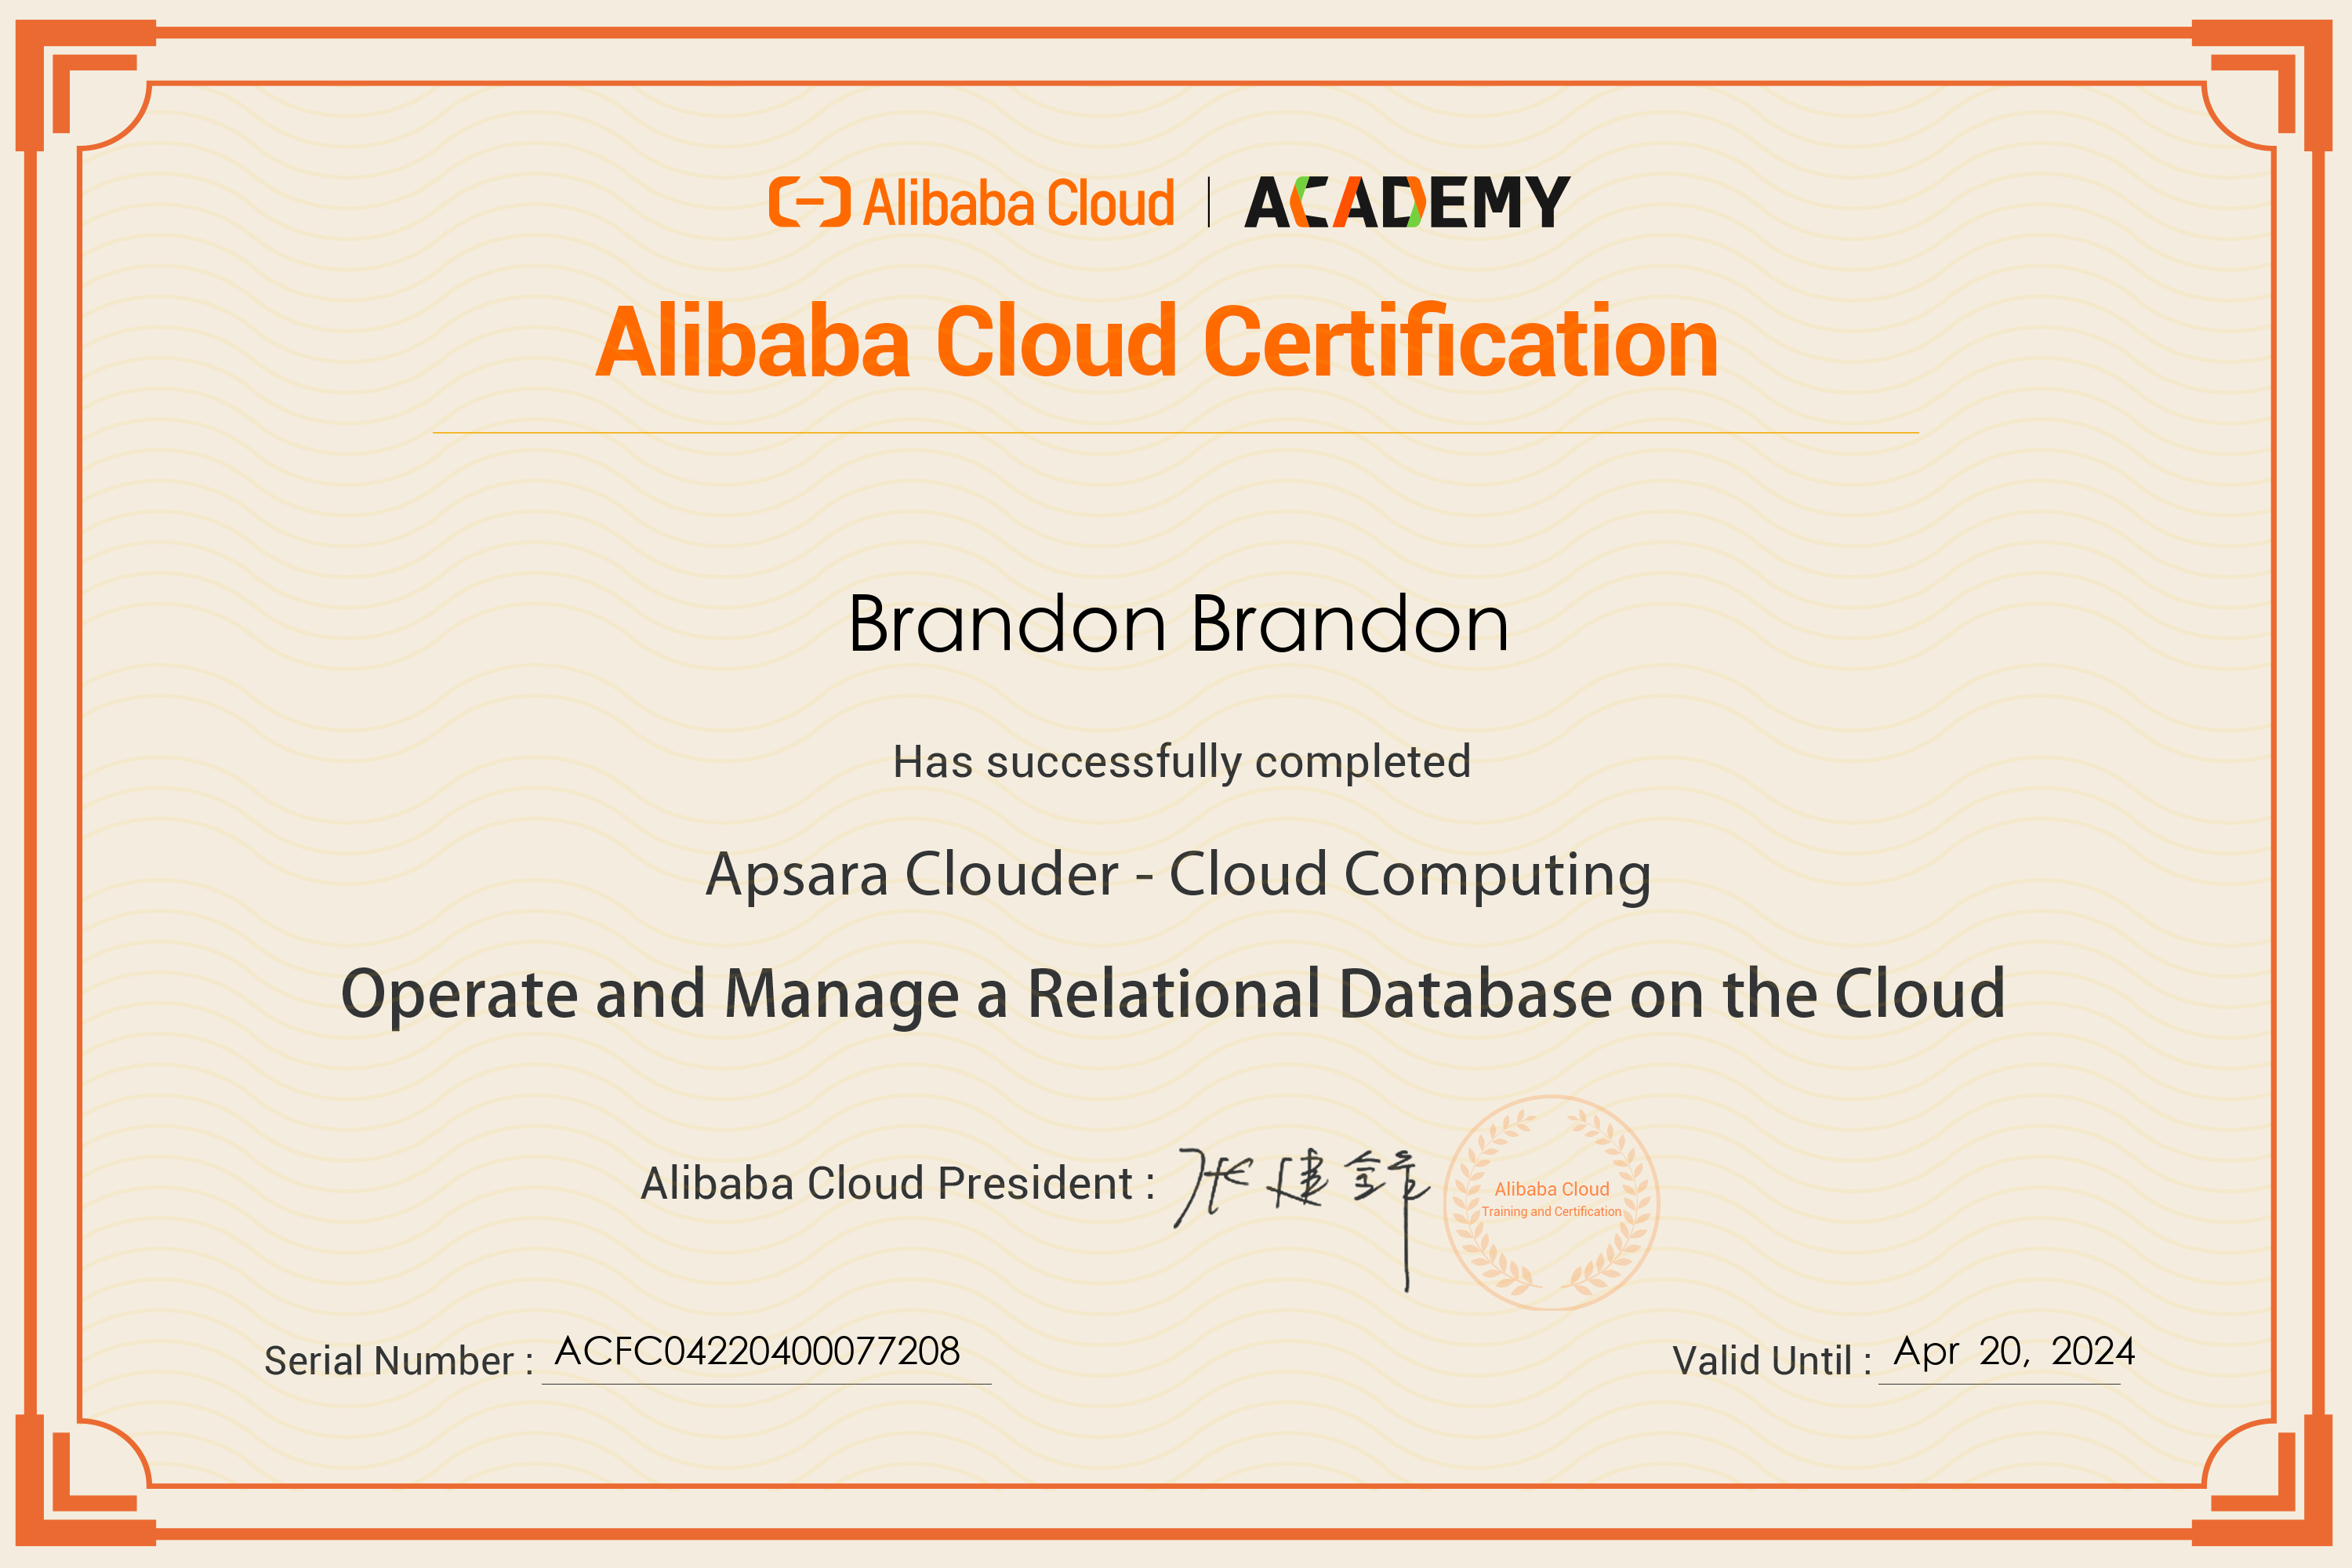 Alibaba Cloud | ACADEMY
Alibaba Cloud Certification
Brandon Brandon
Has successfully completed
Apsara Clouder - Cloud Computing
Operate and Manage a Relational Database on the Cloud
Alibaba Cloud President : 张建锋
Alibaba Cloud
Training and Certification
Serial Number : ACFC04220400077208
Valid Until : Apr 20, 2024